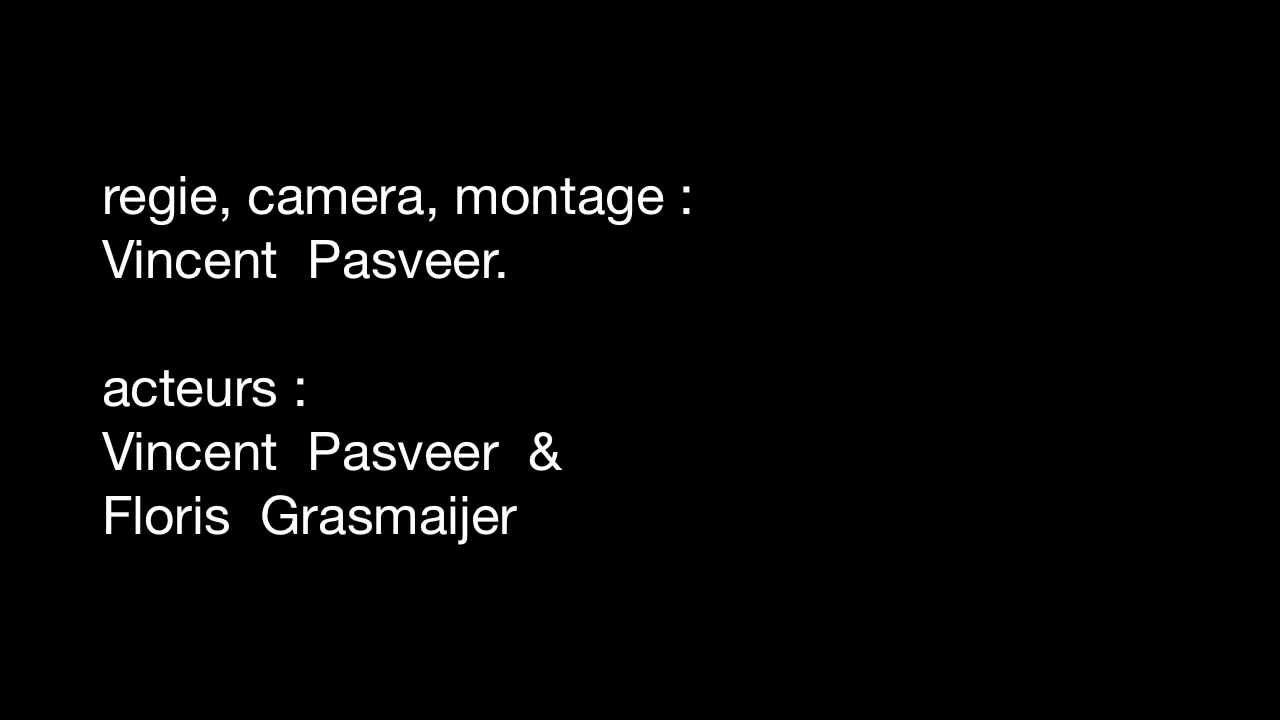 regie, camera, montage :
Vincent  Pasveer.
acteurs :
Vincent  Pasveer  &
Floris  Grasmaijer